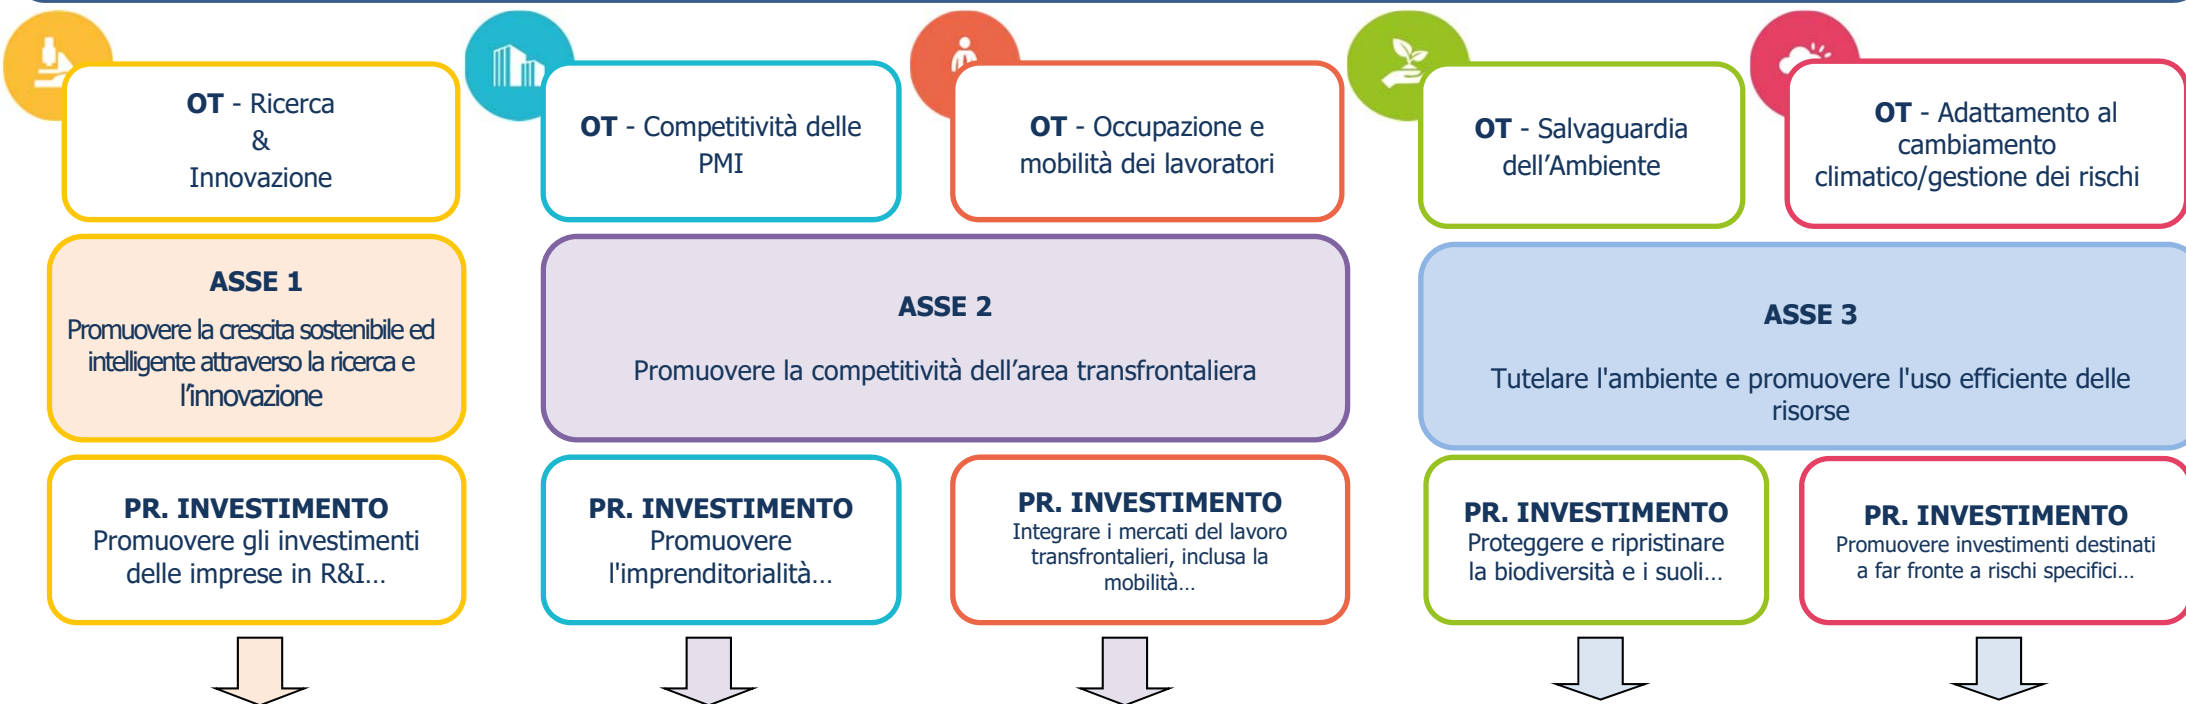 OT - Ricerca
&
Innovazione
OT - Competitività delle
PMI
OT - Occupazione e
mobilità dei lavoratori
OT - Salvaguardia
dell’Ambiente
OT - Adattamento al
cambiamento
climatico/gestione dei rischi
ASSE 1
Promuovere la crescita sostenibile ed
intelligente attraverso la ricerca e
l’innovazione
ASSE 2
Promuovere la competitività dell’area transfrontaliera
ASSE 3
Tutelare l'ambiente e promuovere l'uso efficiente delle
risorse
PR. INVESTIMENTO
Promuovere gli investimenti
delle imprese in R&I…
PR. INVESTIMENTO
Promuovere
l'imprenditorialità…
PR. INVESTIMENTO
Integrare i mercati del lavoro
transfrontalieri, inclusa la
mobilità…
PR. INVESTIMENTO
Proteggere e ripristinare
la biodiversità e i suoli…
PR. INVESTIMENTO
Promuovere investimenti destinati
a far fronte a rischi specifici…